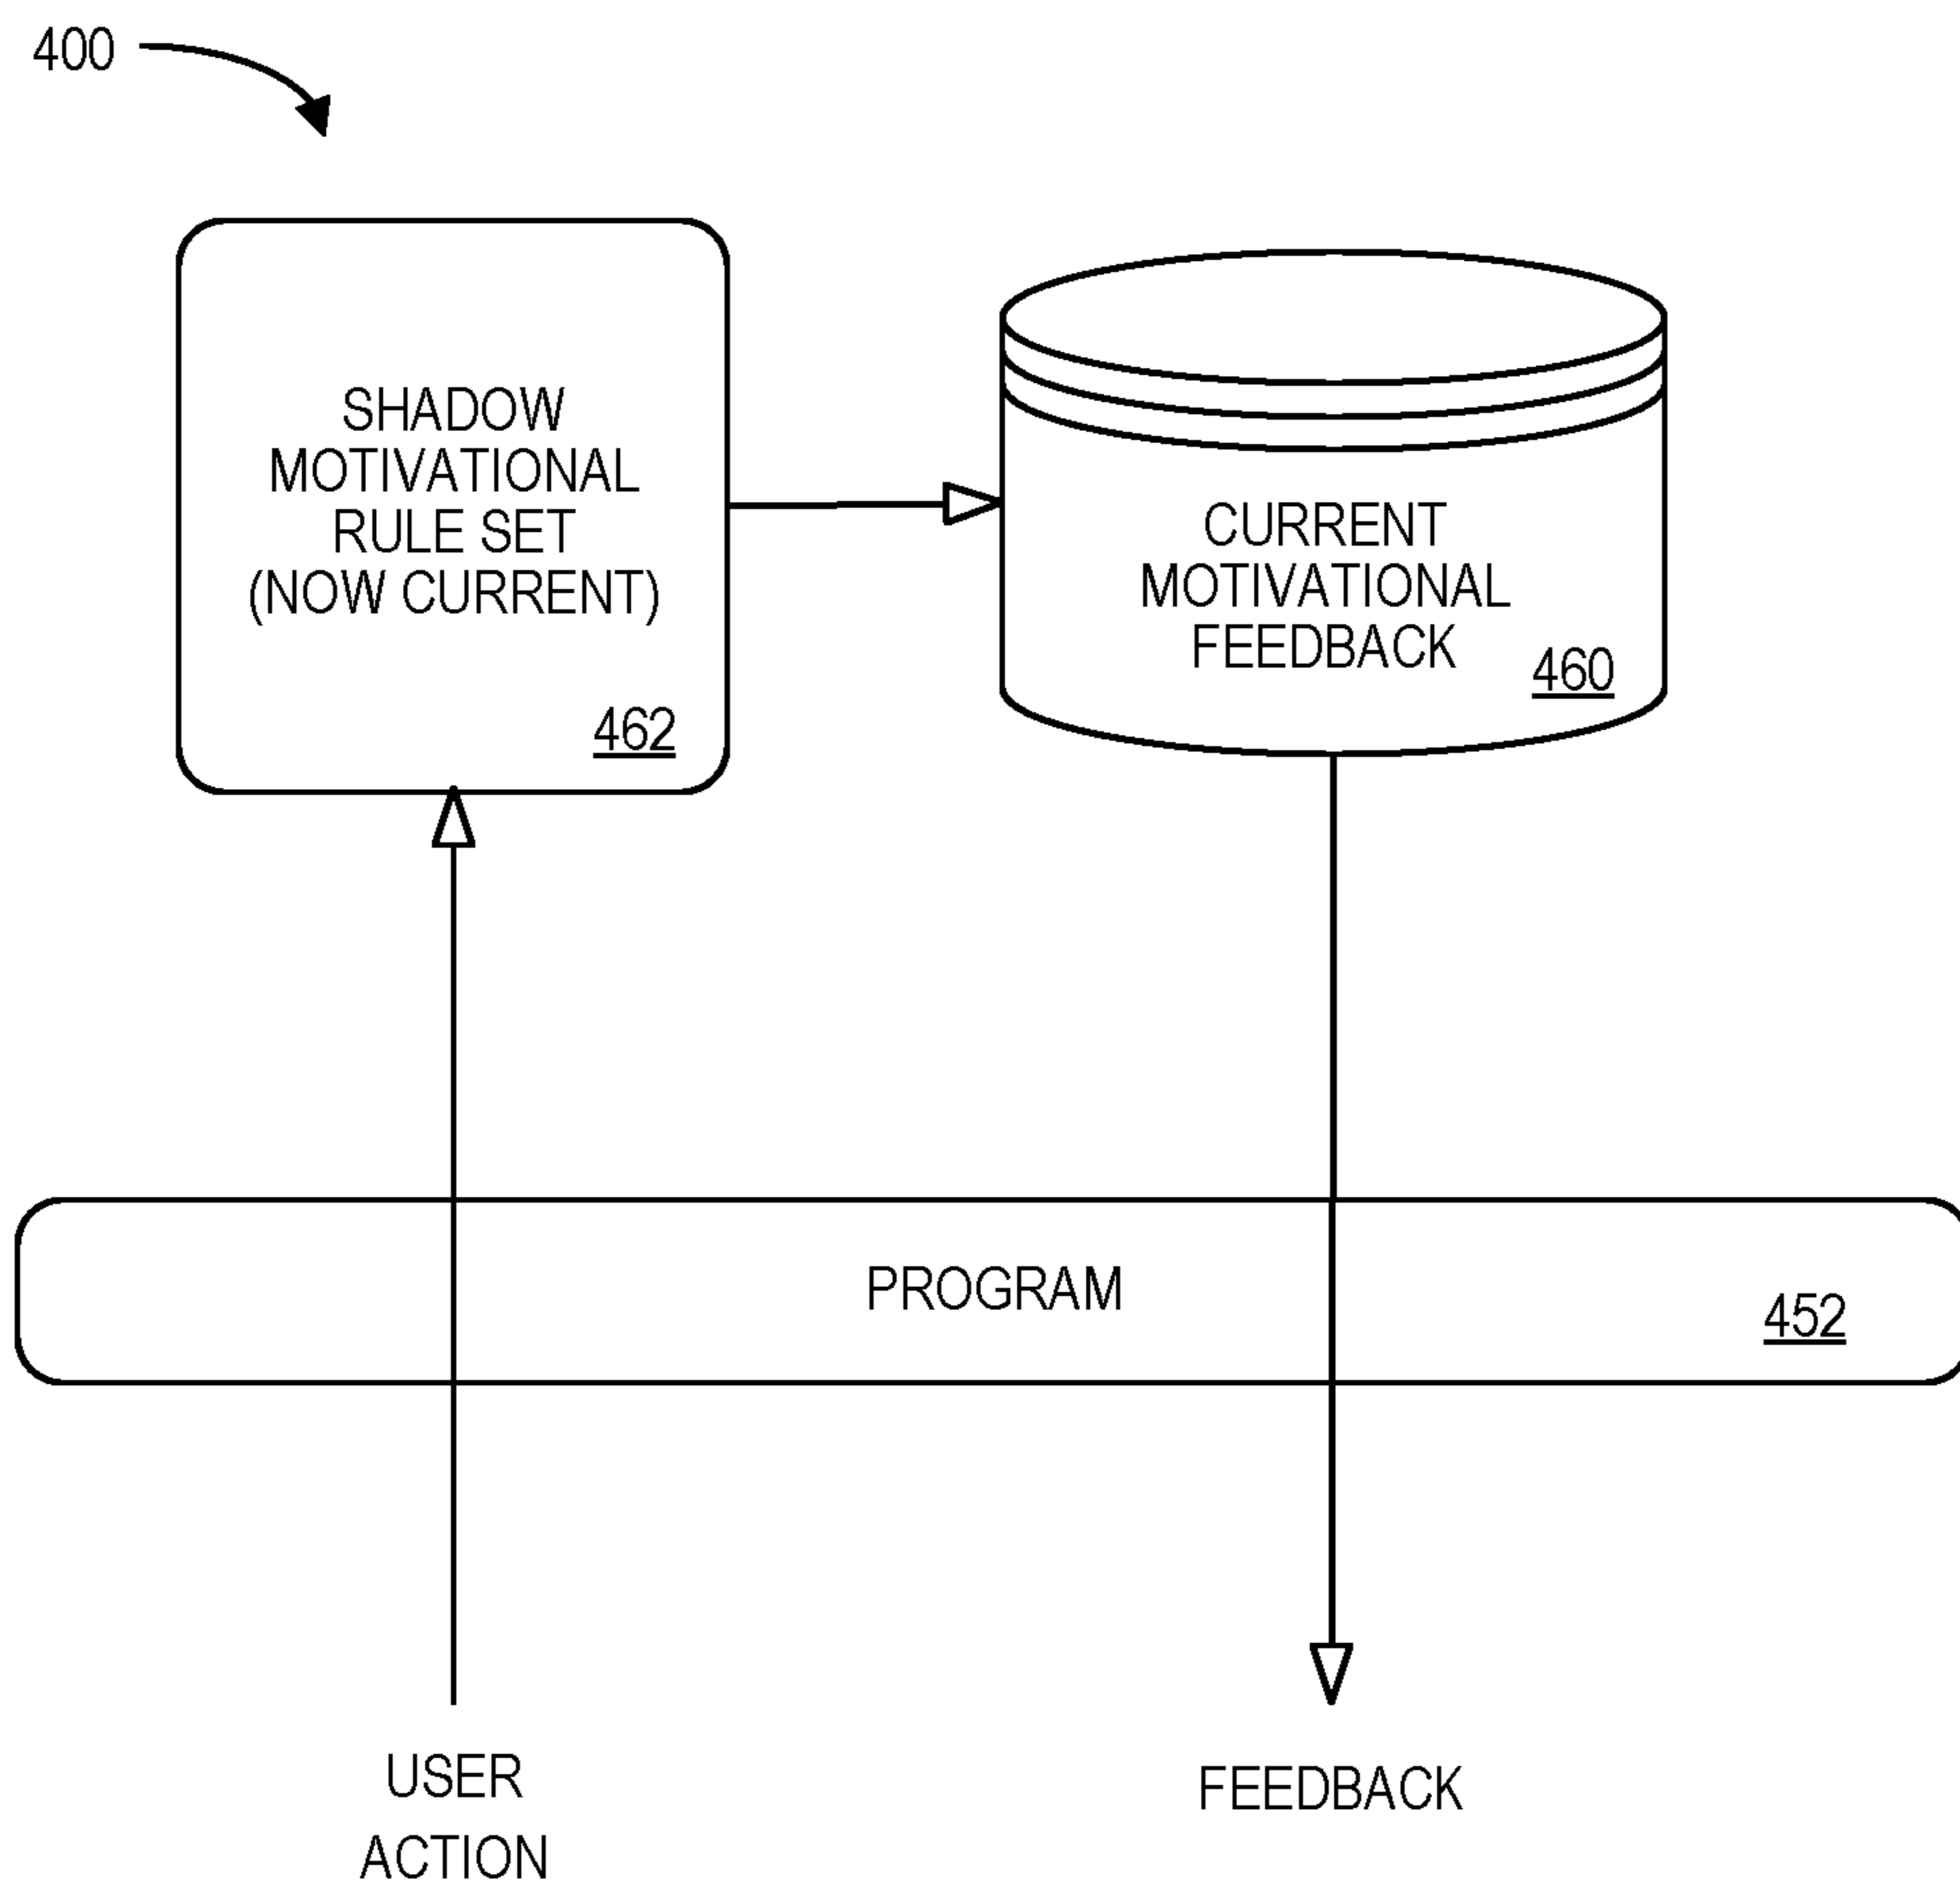 400
SHADOW
MOTIVATIONAL
RULE SET
(NOW CURRENT)
462
CURRENT
MOTIVATIONAL
FEEDBACK
460
PROGRAM
452
USER
ACTION
FEEDBACK